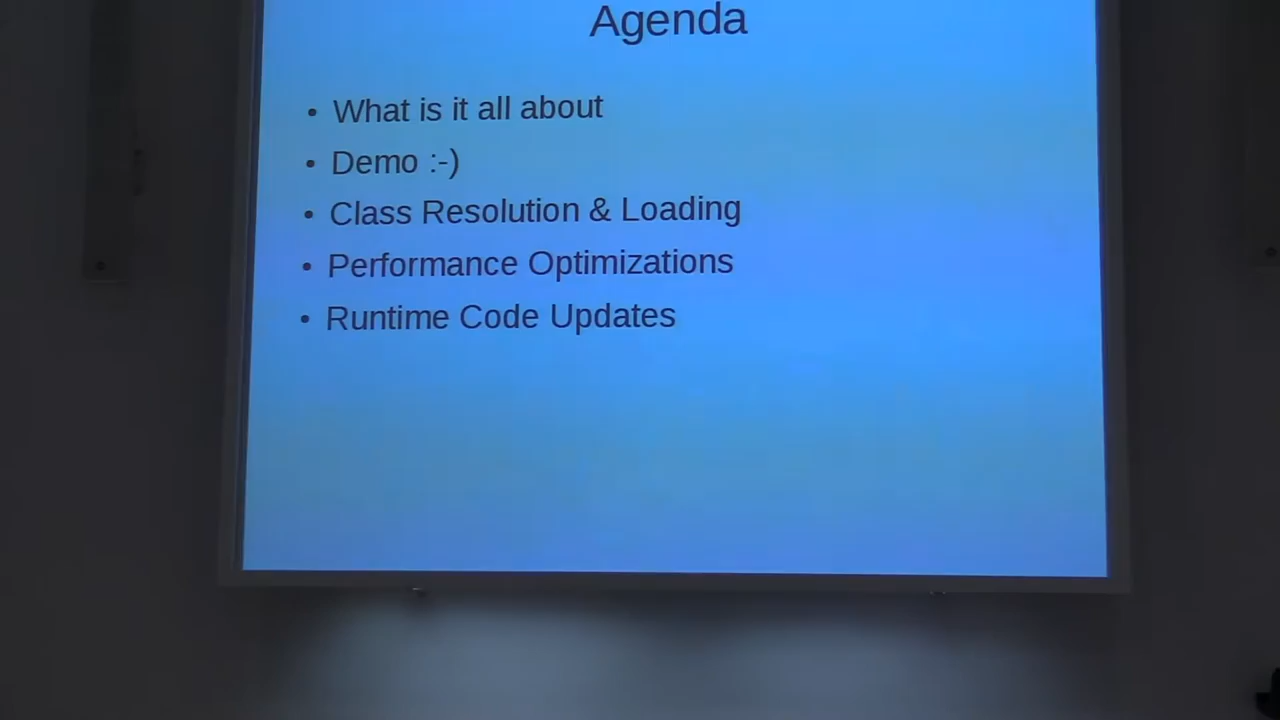 Agenda
• What is it all about
• Demo :-)
• Class Resolution & Loading
• Performance Optimizations
• Runtime Code Updates